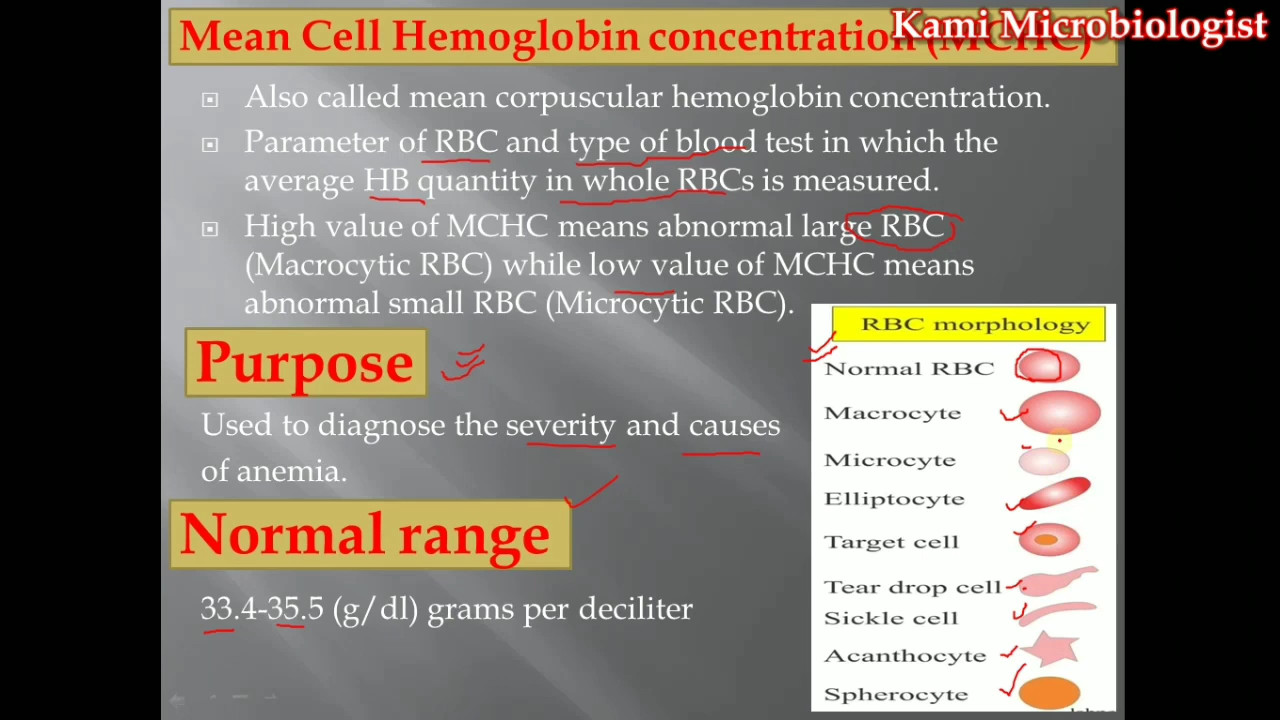 Mean Cell Hemoglobin concentration (MCHC)
Kami Microbiologist
Also called mean corpuscular hemoglobin concentration.
Parameter of RBC and type of blood test in which the
average HB quantity in whole RBCs is measured.
High value of MCHC means abnormal large RBC
(Macrocytic RBC) while low value of MCHC means
abnormal small RBC (Microcytic RBC).
Purpose
Used to diagnose the severity and causes
of anemia.
Normal range
33.4-35.5 (g/dl) grams per deciliter
RBC morphology
Normal RBC
Macrocyte
Microcyte
Elliptocyte
Target cell
Tear drop cell
Sickle cell
Acanthocyte
Spherocyte